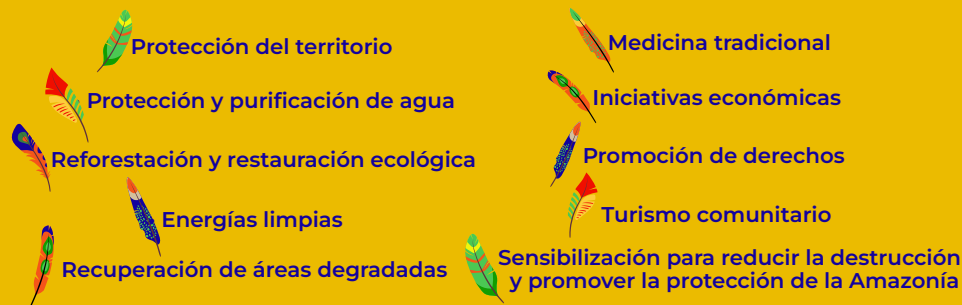 Protección del territorio
Protección y purificación de agua
Reforestación y restauración ecológica
Energías limpias
Recuperación de áreas degradadas
Medicina tradicional
Iniciativas económicas
Promoción de derechos
Turismo comunitario
Sensibilización para reducir la destrucción
y promover la protección de la Amazonía